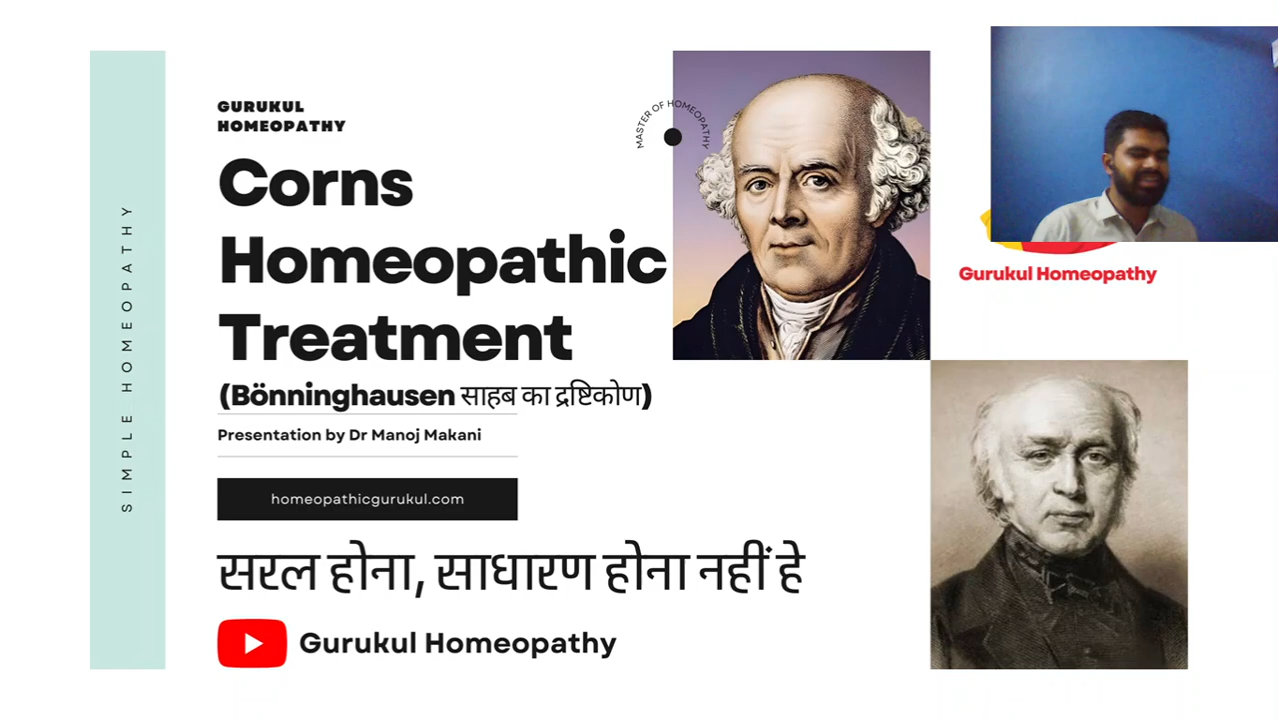 SIMPLE HOMEOPATHY
GURUKUL
HOMEOPATHY
Corns
Homeopathic
Treatment
(Bönninghausen साहब का द्रष्टिकोण)
Presentation by Dr Manoj Makani
homeopathicgurukul.com
सरल होना, साधारण होना नहीं हे
Gurukul Homeopathy
MASTER OF HOMEOPATHY
Gurukul Homeopathy